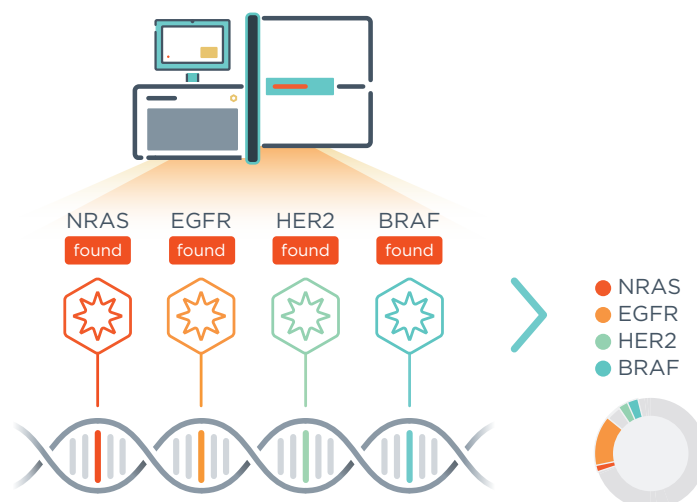 NRAS EGFR HER2 BRAF
found found found found
NRAS
EGFR
HER2
BRAF